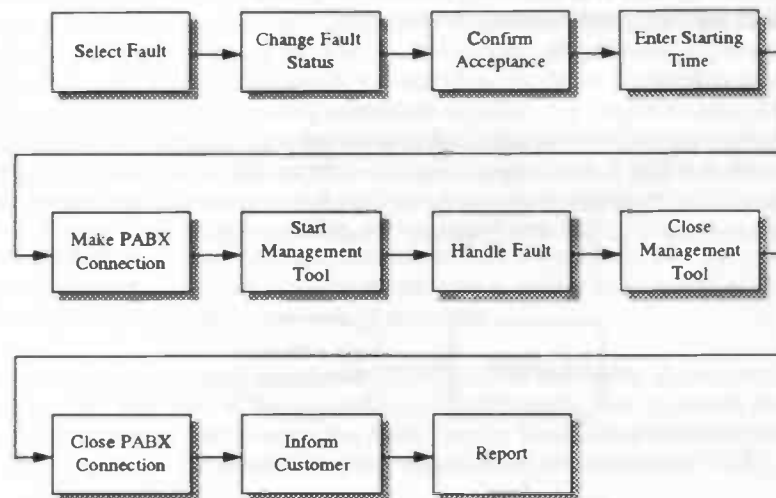 Select Fault
Change Fault
Status
Confirm
Acceptance
Enter Starting
Time
Make PABX
Connection
Start
Management
Tool
Handle Fault
Close
Management
Tool
Close PABX
Connection
Inform
Customer
Report